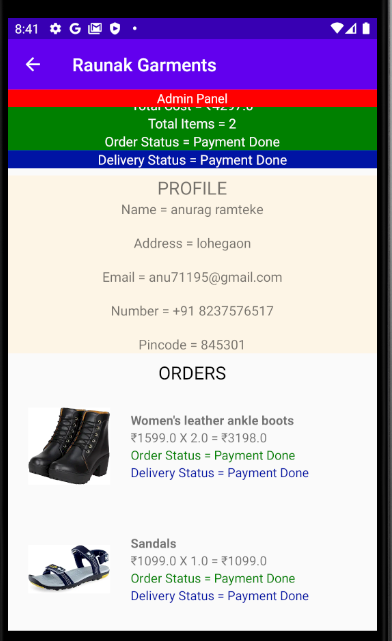 8:41
Raunak Garments
Admin Panel
Total Cost = ₹4297.0
Total Items = 2
Order Status = Payment Done
Delivery Status = Payment Done
PROFILE
Name = anurag ramteke
Address = lohegaon
Email = anu71195@gmail.com
Number = +91 8237576517
Pincode = 845301
ORDERS
Women's leather ankle boots
₹1599.0 X 2.0 = ₹3198.0
Order Status = Payment Done
Delivery Status = Payment Done
Sandals
₹1099.0 X 1.0 = ₹1099.0
Order Status = Payment Done
Delivery Status = Payment Done